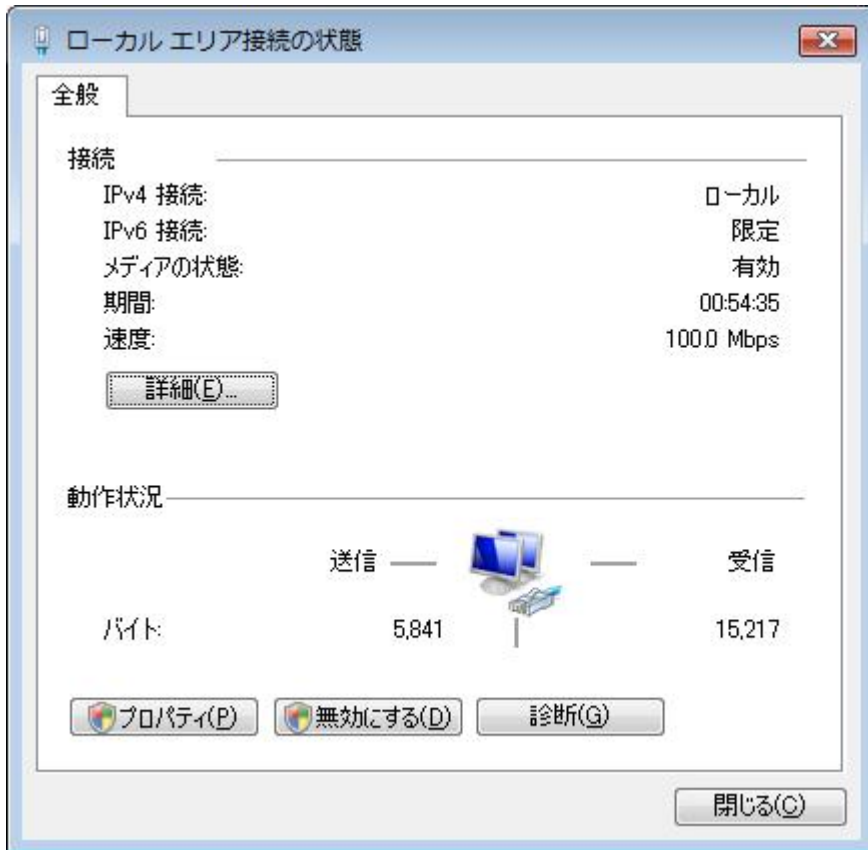 ローカル エリア接続の状態
全般
接続
IPv4 接続: ローカル
IPv6 接続: 限定
メディアの状態: 有効
期間: 00:54:35
速度: 100.0 Mbps
詳細(E)...
動作状況
送信 受信
バイト: 5,841 15,217
プロパティ(P) 無効にする(D) 診断(G)
閉じる(C)